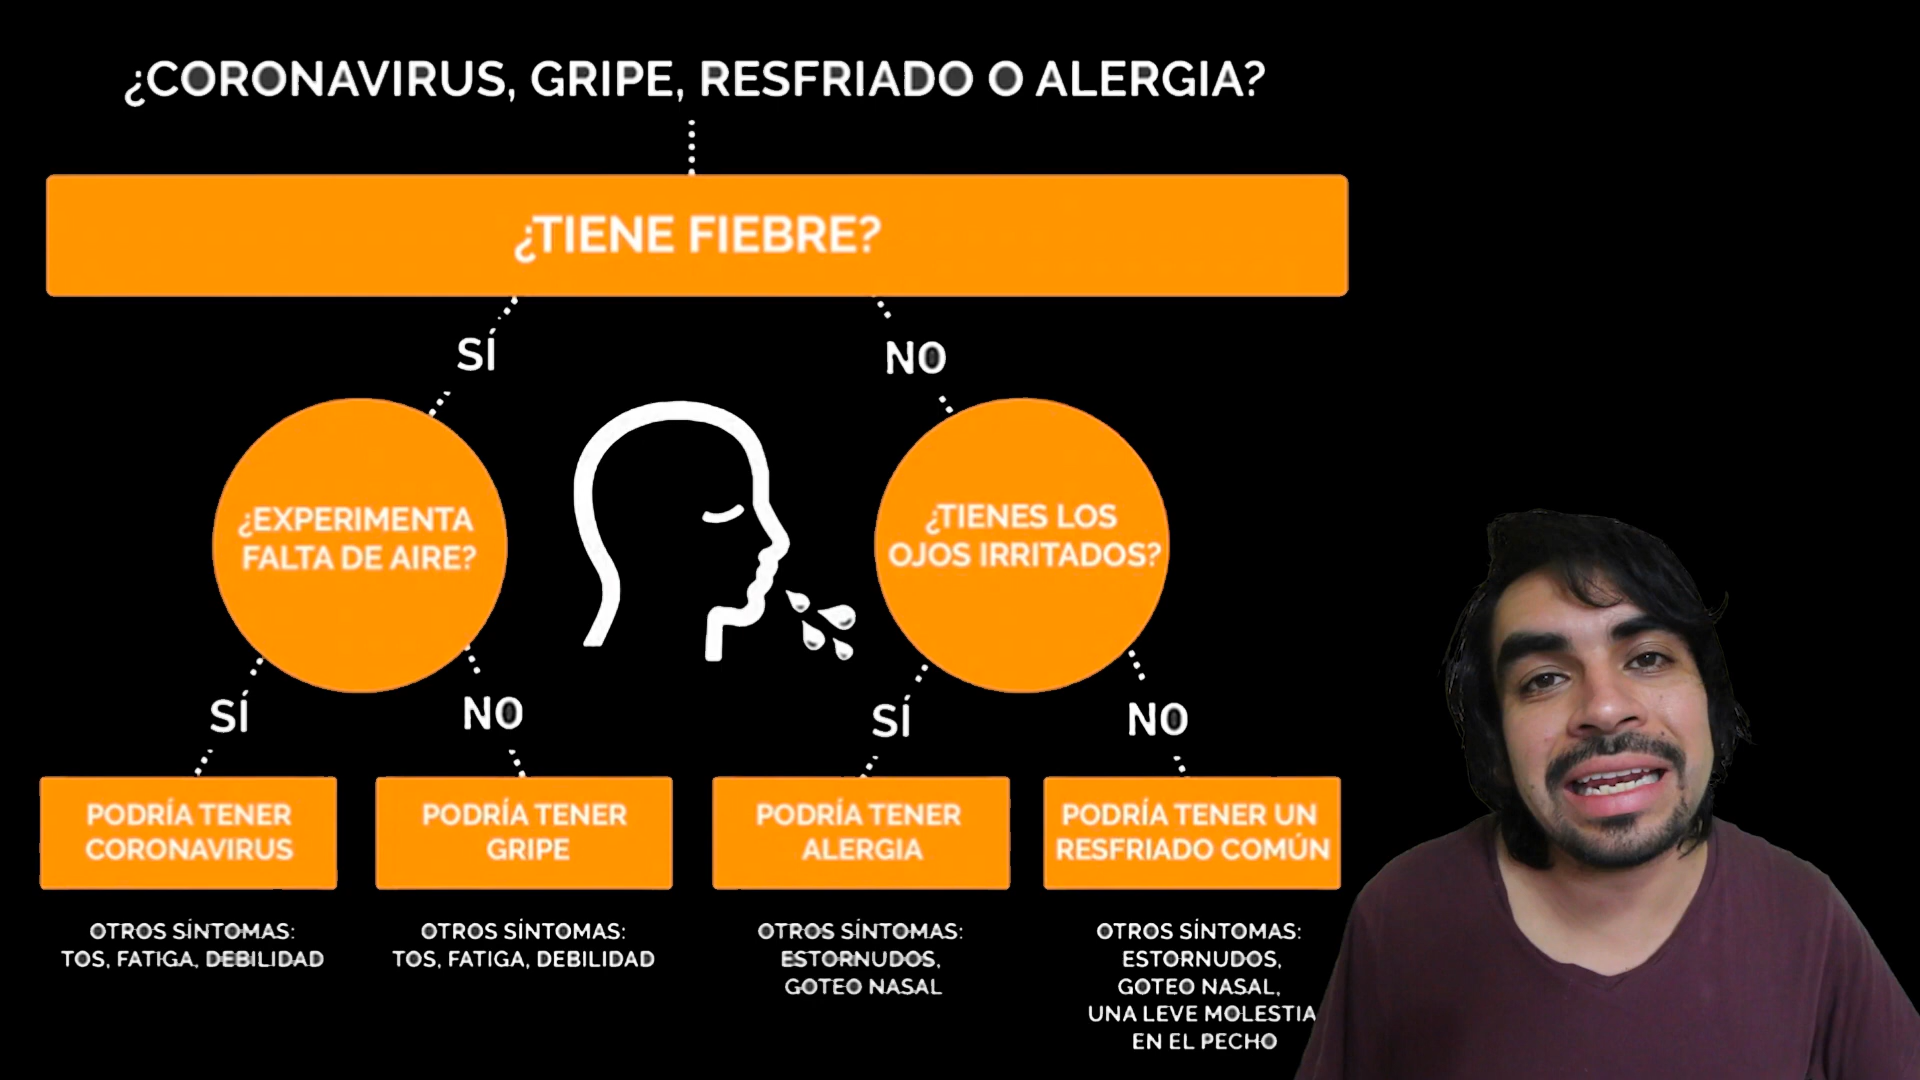 ¿CORONAVIRUS, GRIPE, RESFRIADO O ALERGIA?
¿TIENE FIEBRE?
SÍ
NO
¿EXPERIMENTA
FALTA DE AIRE?
¿TIENES LOS
OJOS IRRITADOS?
SÍ
NO
SÍ
NO
PODRÍA TENER
CORONAVIRUS
PODRÍA TENER
GRIPE
PODRÍA TENER
ALERGIA
PODRÍA TENER UN
RESFRIADO COMÚN
OTROS SÍNTOMAS:
TOS, FATIGA, DEBILIDAD
OTROS SÍNTOMAS:
TOS, FATIGA, DEBILIDAD
OTROS SÍNTOMAS:
ESTORNUDOS,
GOTEO NASAL
OTROS SÍNTOMAS:
ESTORNUDOS,
GOTEO NASAL,
UNA LEVE MOLESTIA
EN EL PECHO